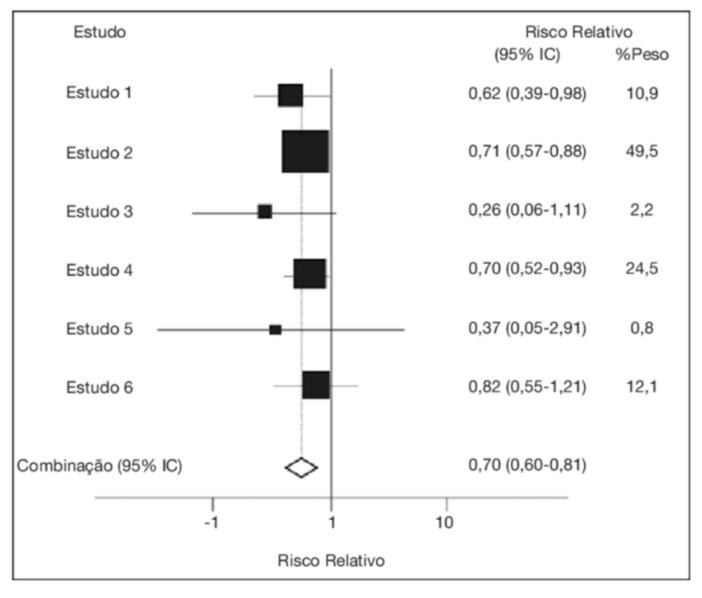 Estudo Risco Relativo
(95% IC) %Peso
Estudo 1 0,62 (0,39-0,98) 10,9
Estudo 2 0,71 (0,57-0,88) 49,5
Estudo 3 0,26 (0,06-1,11) 2,2
Estudo 4 0,70 (0,52-0,93) 24,5
Estudo 5 0,37 (0,05-2,91) 0,8
Estudo 6 0,82 (0,55-1,21) 12,1
Combinação (95% IC) 0,70 (0,60-0,81)
-1 1 10
Risco Relativo